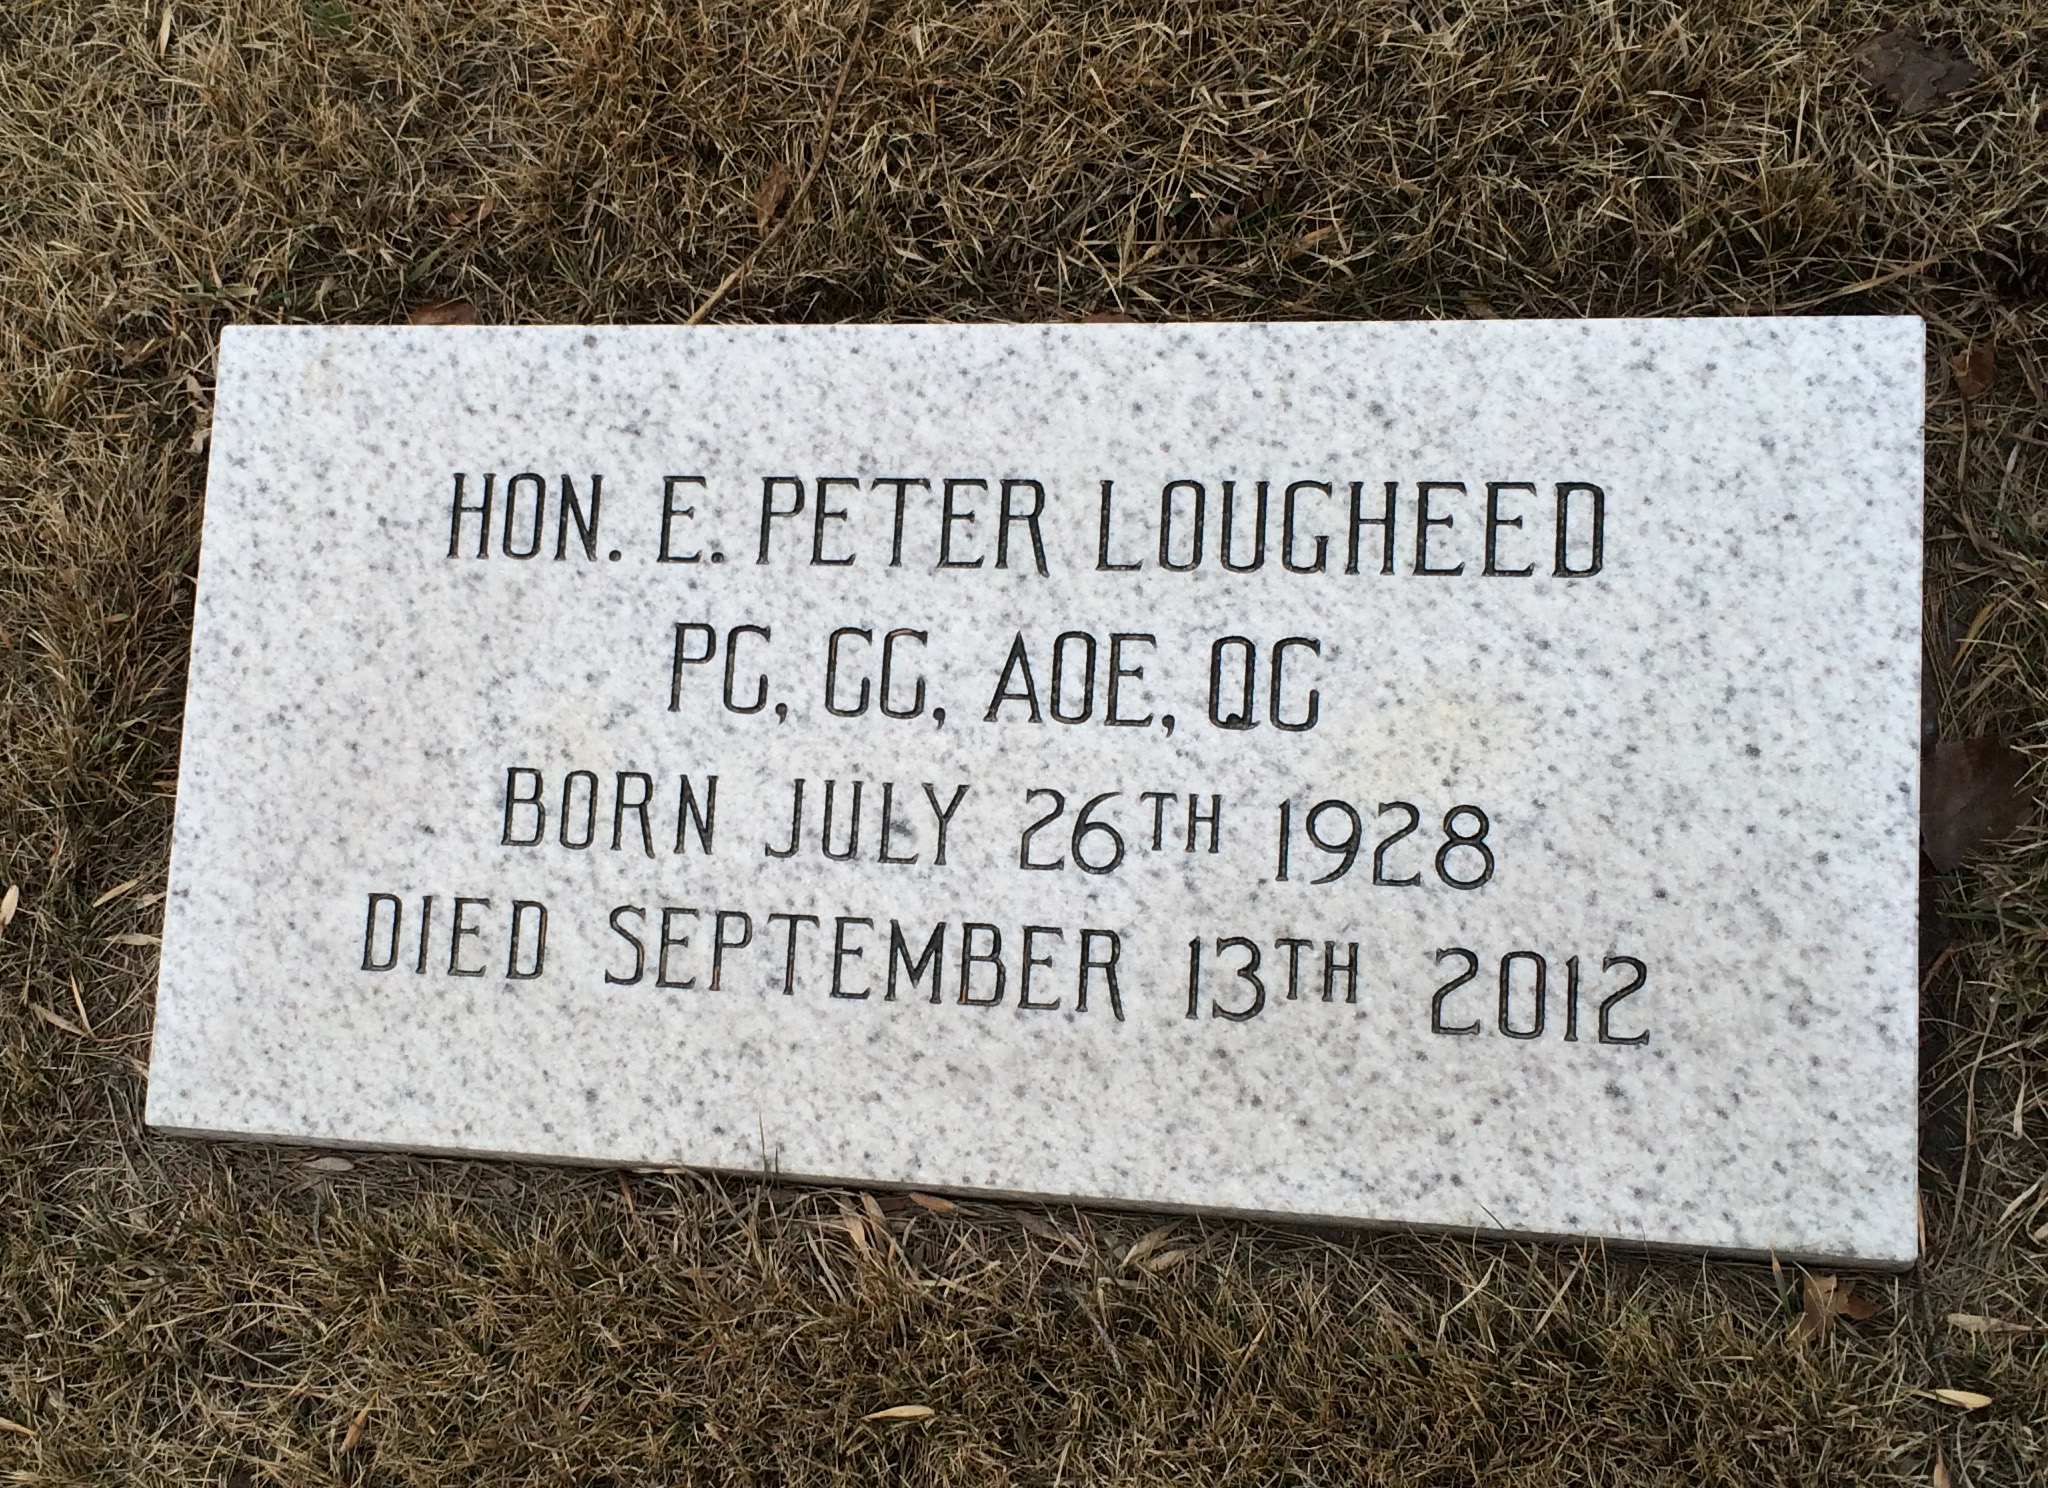 HON. E. PETER LOUGHEED
PC, CC, AOE, QC
BORN JULY 26TH 1928
DIED SEPTEMBER 13TH 2012